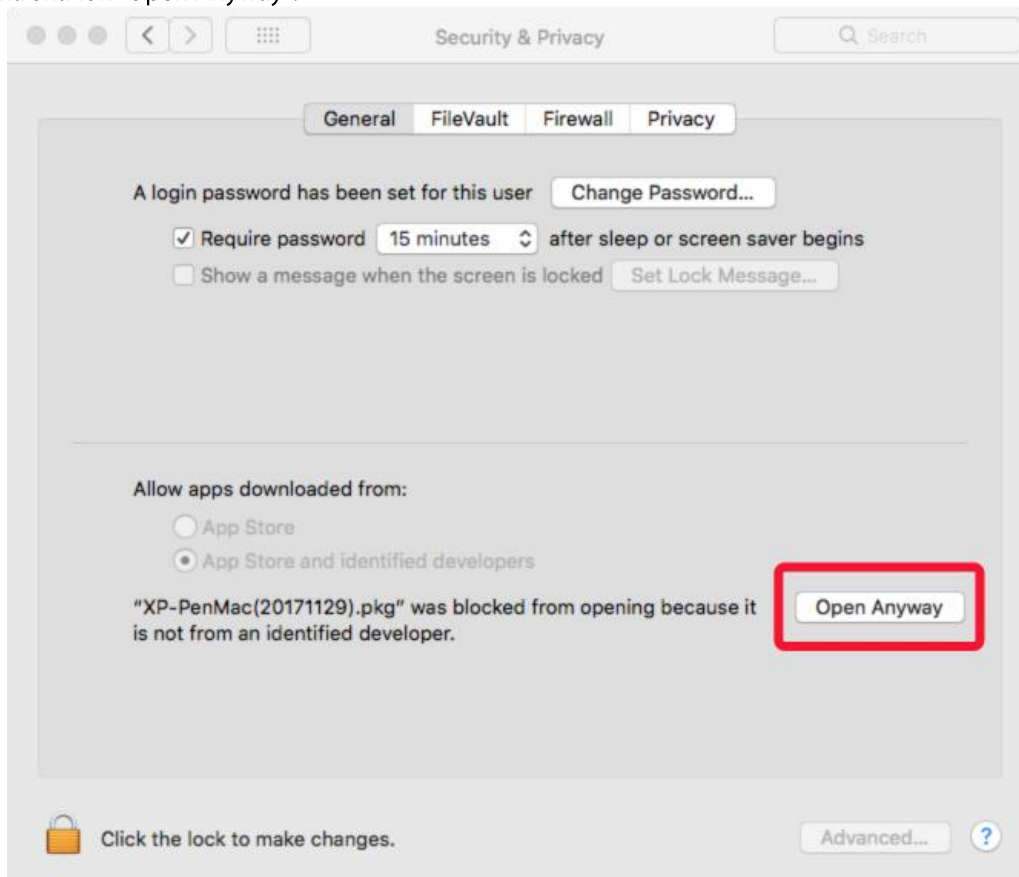 Open Anyway".
Security & Privacy
Search
General FileVault Firewall Privacy
A login password has been set for this user Change Password...
Require password 15 minutes after sleep or screen saver begins
Show a message when the screen is locked Set Lock Message...
Allow apps downloaded from:
App Store
App Store and identified developers
"XP-PenMac(20171129).pkg" was blocked from opening because it Open Anyway
is not from an identified developer.
Click the lock to make changes. Advanced... ?